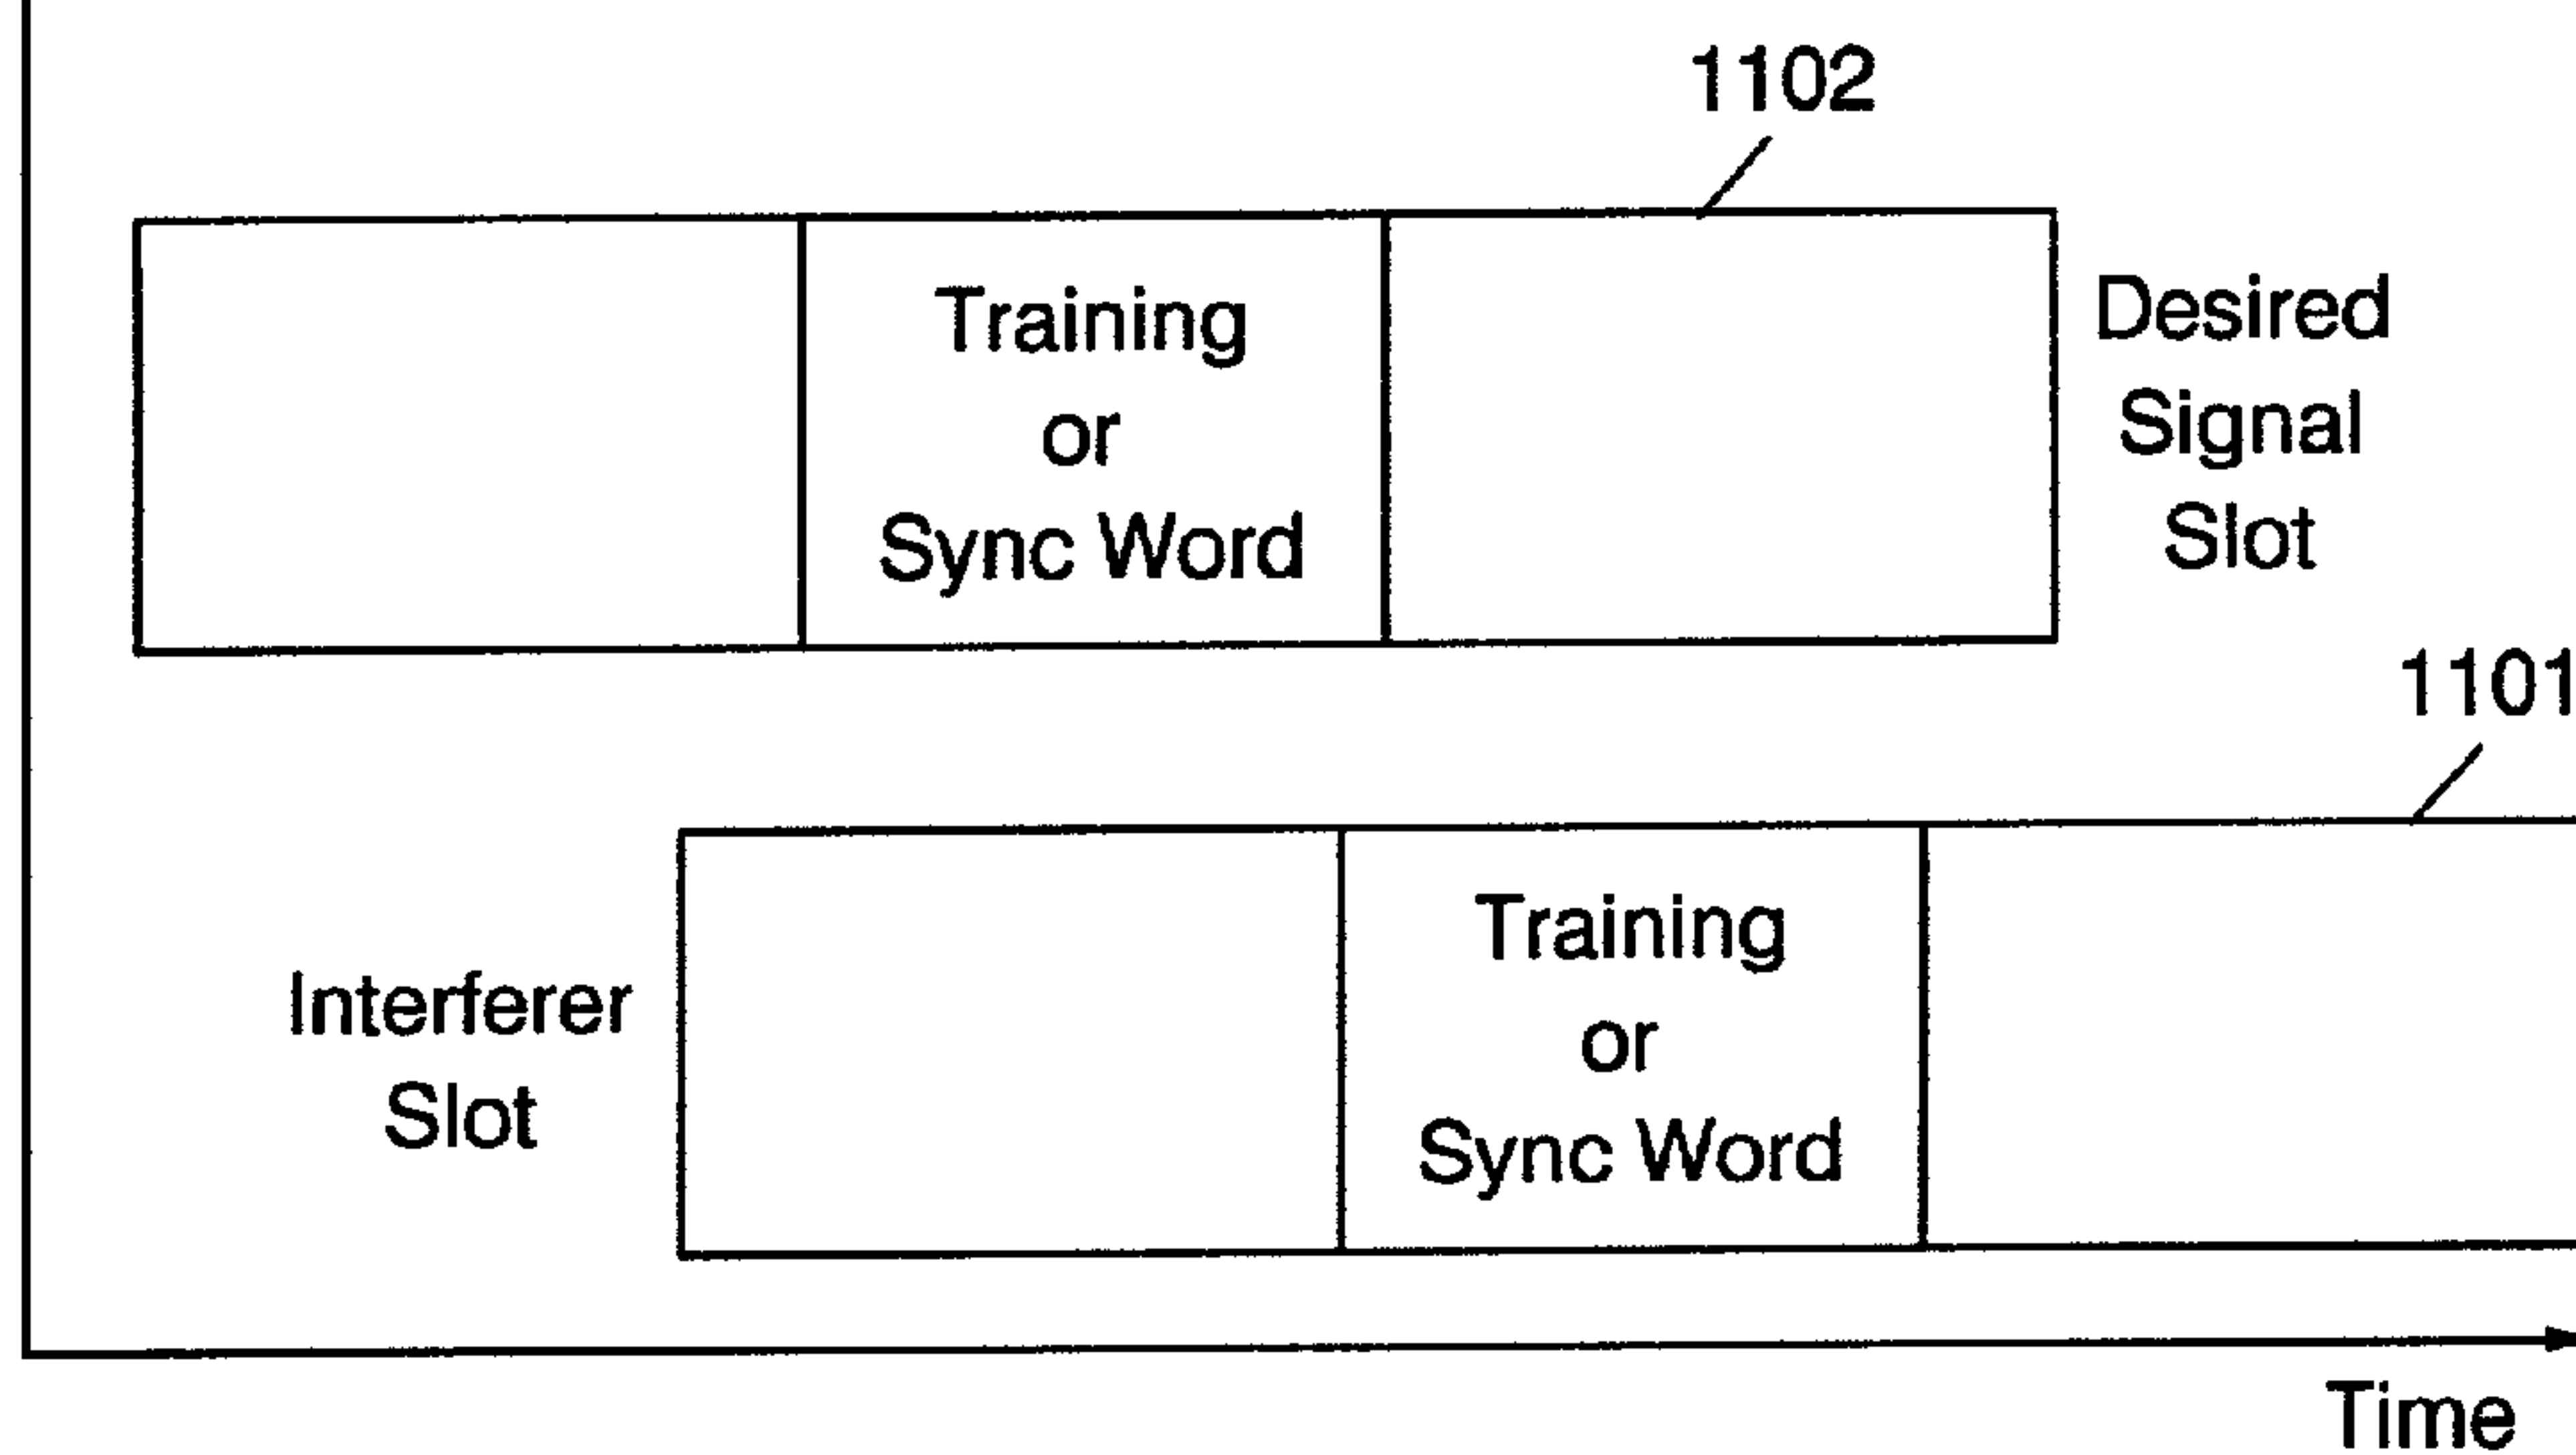 1102
Training
or
Sync Word
Desired
Signal
Slot
1101
Interferer
Slot
Training
or
Sync Word
Time